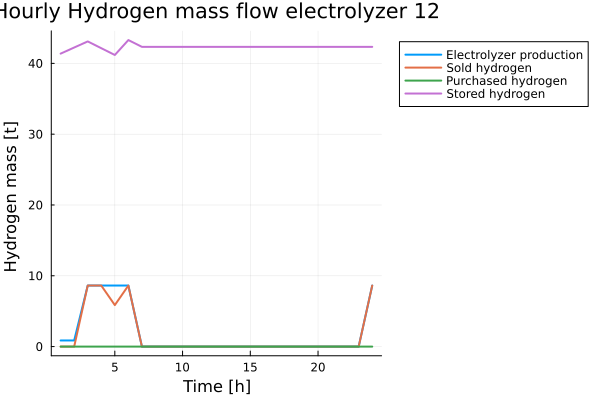 Hourly Hydrogen mass flow electrolyzer 12
Electrolyzer production
Sold hydrogen
Purchased hydrogen
Stored hydrogen
Hydrogen mass [t]
40
30
20
10
0
5
10
15
20
Time [h]